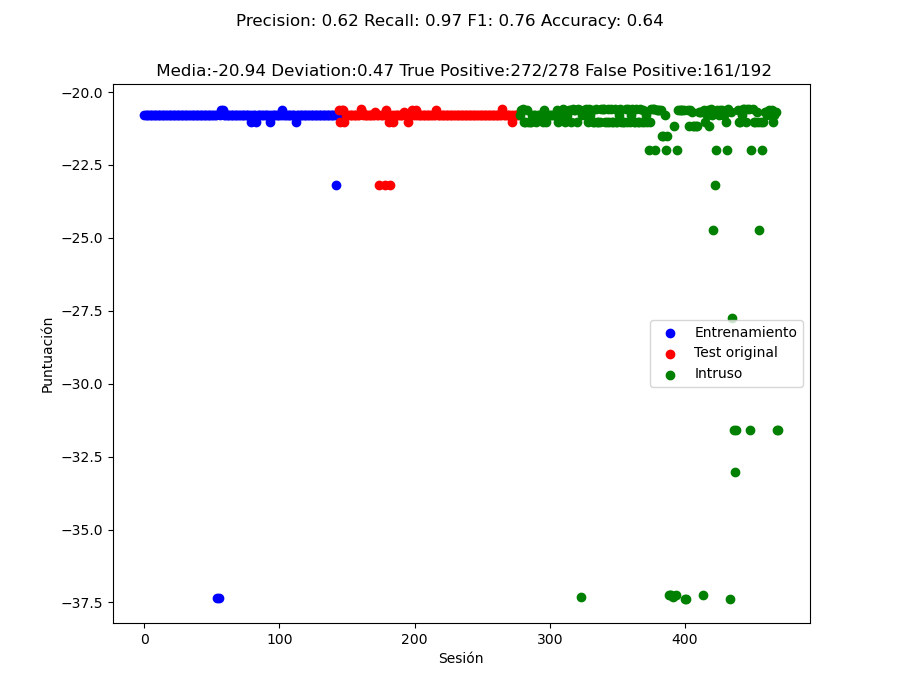 Precision: 0.62 Recall: 0.97 F1: 0.76 Accuracy: 0.64
Media:-20.94 Deviation:0.47 True Positive:272/278 False Positive:161/192
−20.0
−22.5
−25.0
−27.5
−30.0
−32.5
−35.0
−37.5
Puntuación
Entrenamiento
Test original
Intruso
0 100 200 300 400
Sesión